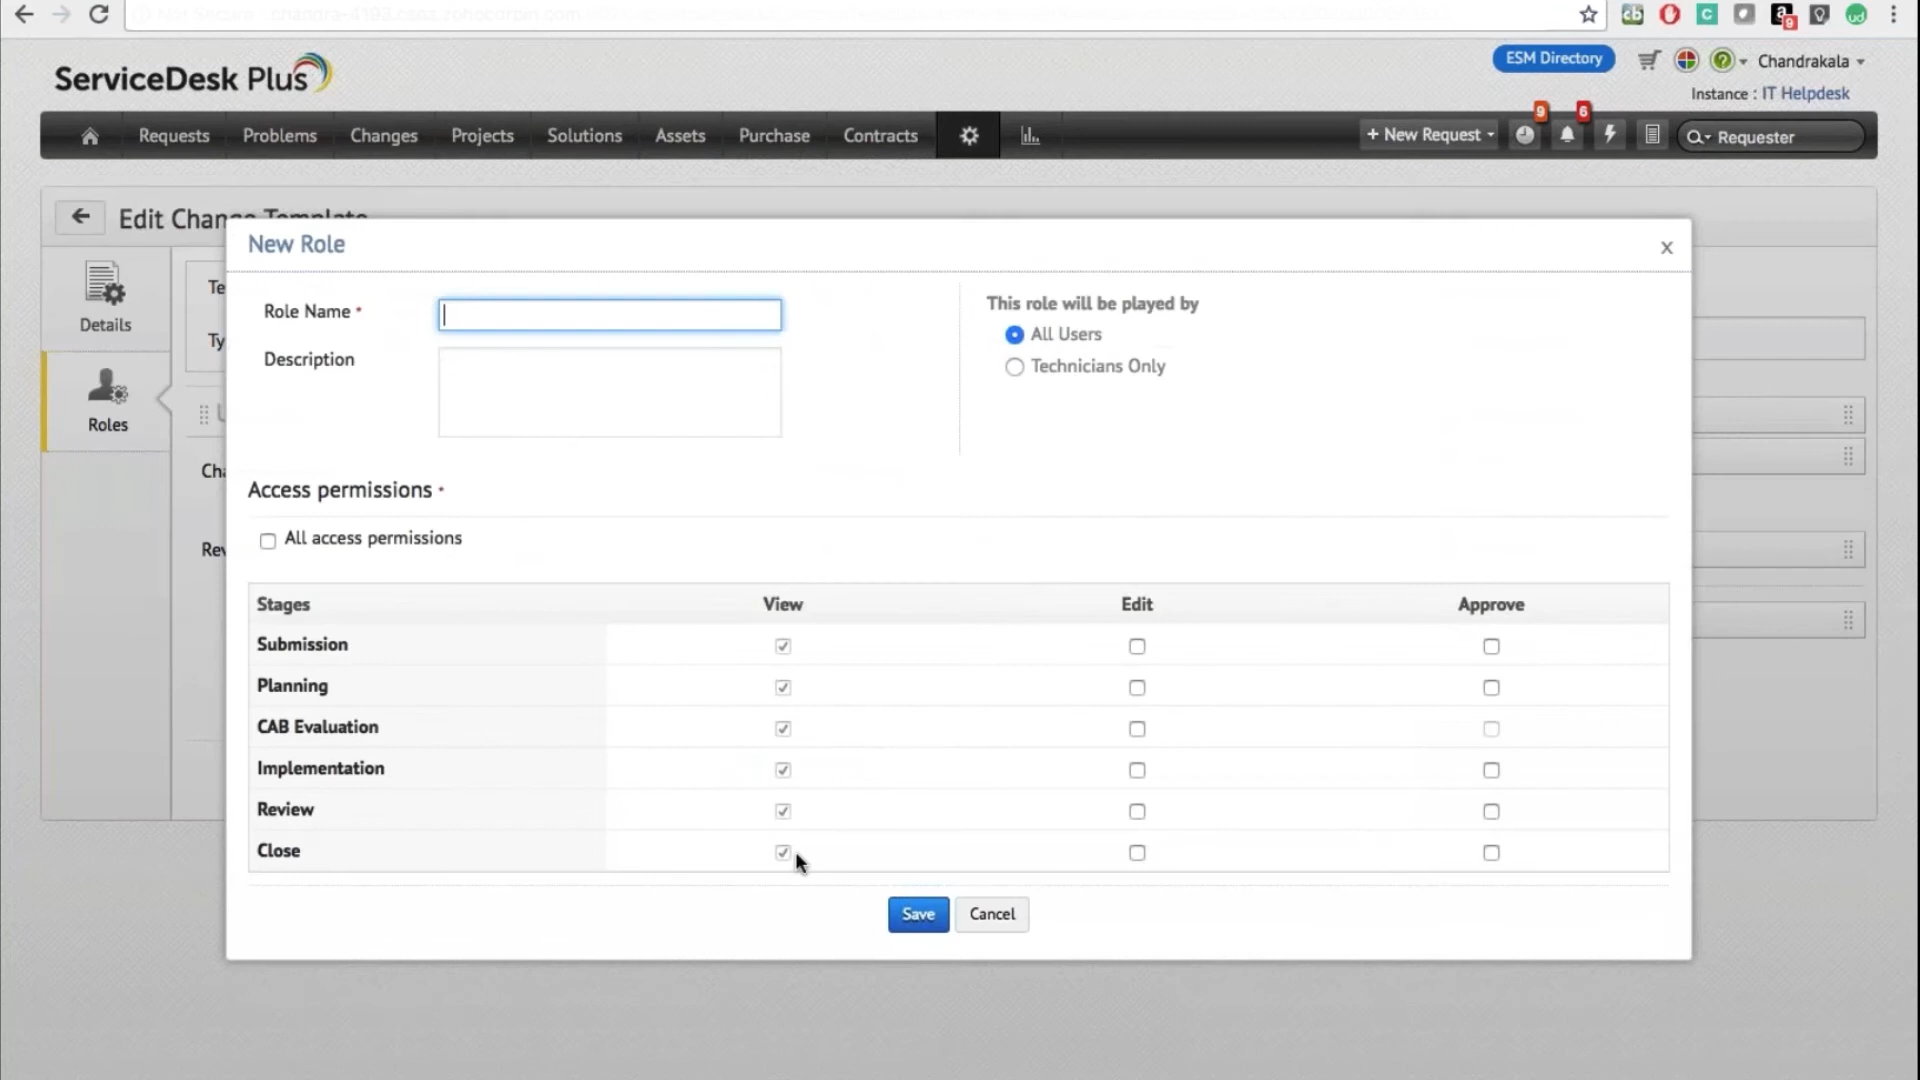 ServiceDesk Plus
ESM Directory
Chandrakala
Instance : IT Helpdesk
Requests
Problems
Changes
Projects
Solutions
Assets
Purchase
Contracts
+ New Request
9
6
Requester
Edit
New Role
x
Details
Roles
Role Name *
Description
This role will be played by
All Users
Technicians Only
Access permissions *
All access permissions
Stages View Edit Approve
Submission
Planning
CAB Evaluation
Implementation
Review
Close
Save
Cancel